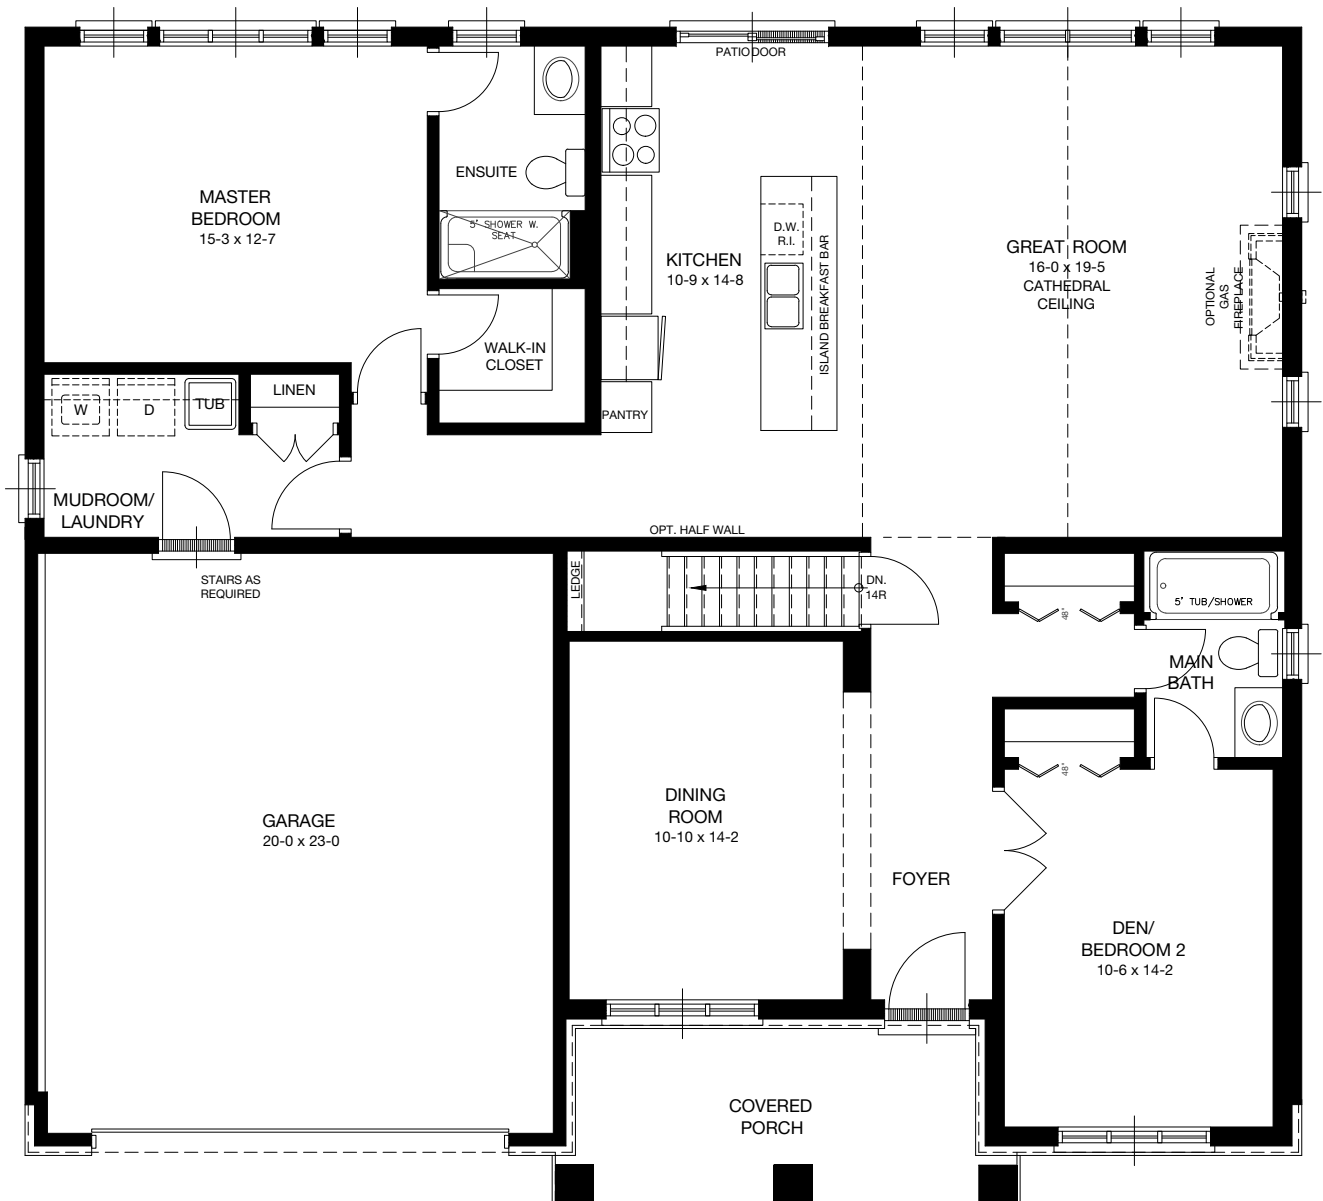 PATIO DOOR
MASTER
BEDROOM
15-3 x 12-7
ENSUITE
5' SHOWER W.
SEAT
KITCHEN
10-9 x 14-8
D.W.
R.I.
ISLAND BREAKFAST BAR
GREAT ROOM
16-0 x 19-5
CATHEDRAL
CEILING
OPTIONAL
GAS
FIREPLACE
WALK-IN
CLOSET
PANTRY
W
D
TUB
LINEN
MUDROOM/
LAUNDRY
OPT. HALF WALL
STAIRS AS
REQUIRED
LEDGE
DN.
14R
48"
5' TUB/SHOWER
MAIN
BATH
48"
GARAGE
20-0 x 23-0
DINING
ROOM
10-10 x 14-2
FOYER
DEN/
BEDROOM 2
10-6 x 14-2
COVERED
PORCH